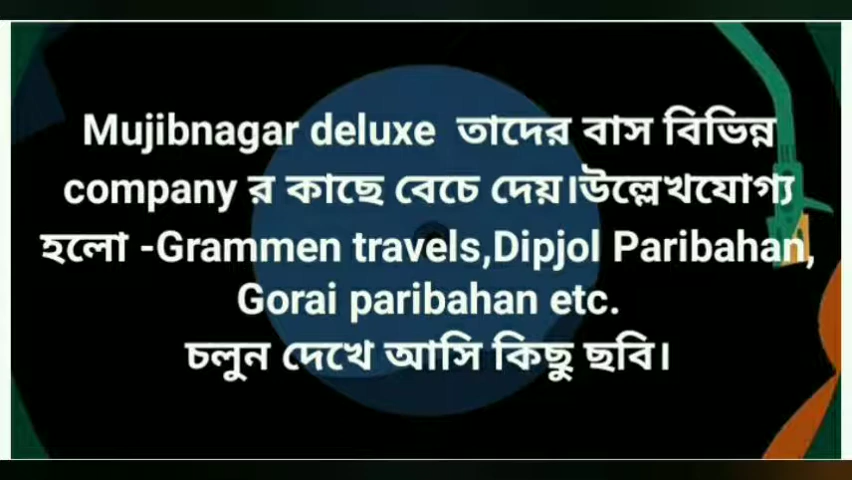 Mujibnagar deluxe তাদের বাস বিভিন্ন
company র কাছে বেচে দেয়।উল্লেখযোগ্য
হলো -Grammen travels,Dipjol Paribahan,
Gorai paribahan etc.
চলুন দেখে আসি কিছু ছবি।